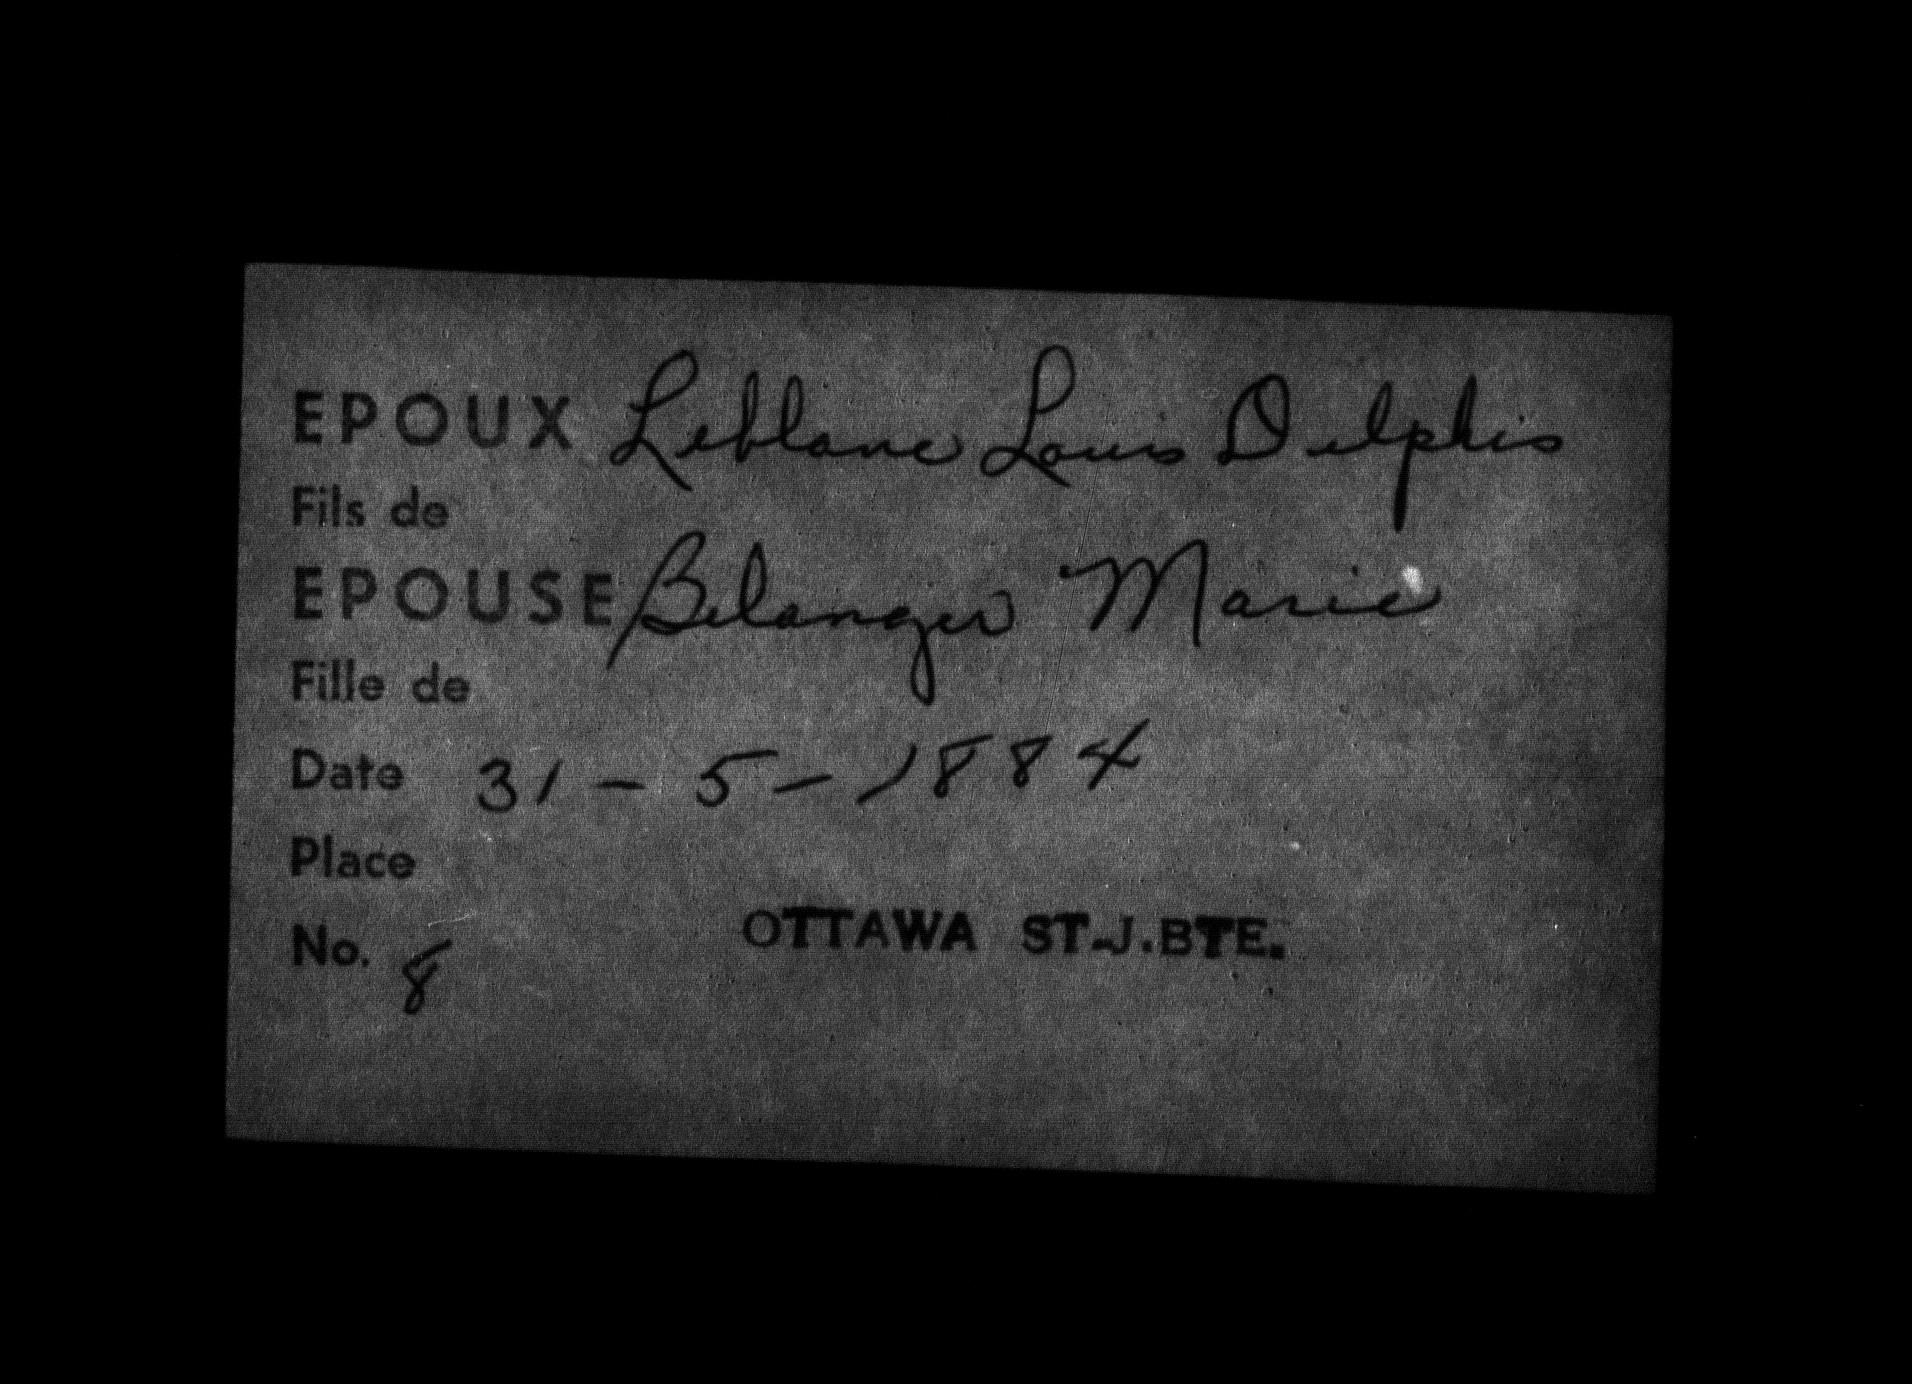 EPOUX Leblanc Louis Delphis
Fils de
EPOUSE Belanger Marie
Fille de
Date 31 - 5 - 1884
Place
OTTAWA ST-J.BTE.
No. 8